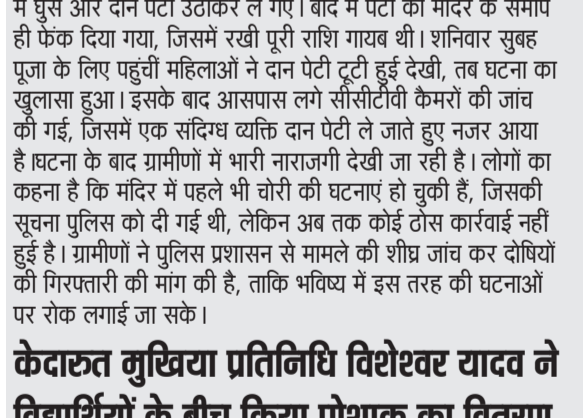 में घुसे और दान पेटी उठाकर ले गए। बाद में पेटी को मंदिर के समीप
ही फेंक दिया गया, जिसमें रखी पूरी राशि गायब थी। शनिवार सुबह
पूजा के लिए पहुंचीं महिलाओं ने दान पेटी टूटी हुई देखी, तब घटना का
खुलासा हुआ। इसके बाद आसपास लगे सीसीटीवी कैमरों की जांच
की गई, जिसमें एक संदिग्ध व्यक्ति दान पेटी ले जाते हुए नजर आया
है।घटना के बाद ग्रामीणों में भारी नाराजगी देखी जा रही है। लोगों का
कहना है कि मंदिर में पहले भी चोरी की घटनाएं हो चुकी हैं, जिसकी
सूचना पुलिस को दी गई थी, लेकिन अब तक कोई ठोस कार्रवाई नहीं
हुई है। ग्रामीणों ने पुलिस प्रशासन से मामले की शीघ्र जांच कर दोषियों
की गिरफ्तारी की मांग की है, ताकि भविष्य में इस तरह की घटनाओं
पर रोक लगाई जा सके।
केदारुत मुखिया प्रतिनिधि विशेश्वर यादव ने
विद्यार्थियों के बीच किया पोशाक का वितरण